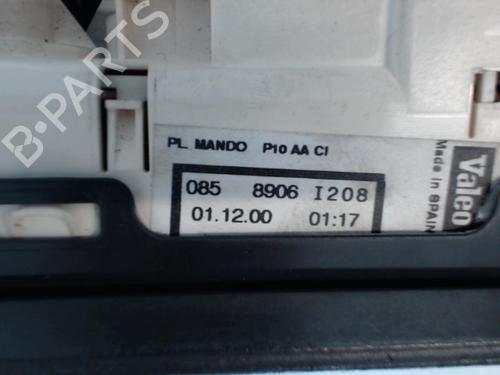 B-PARTS
PL. MANDO P10 AA CI
085 8906 I208
01.12.00 01:17
Valeo
Made in SPAIN